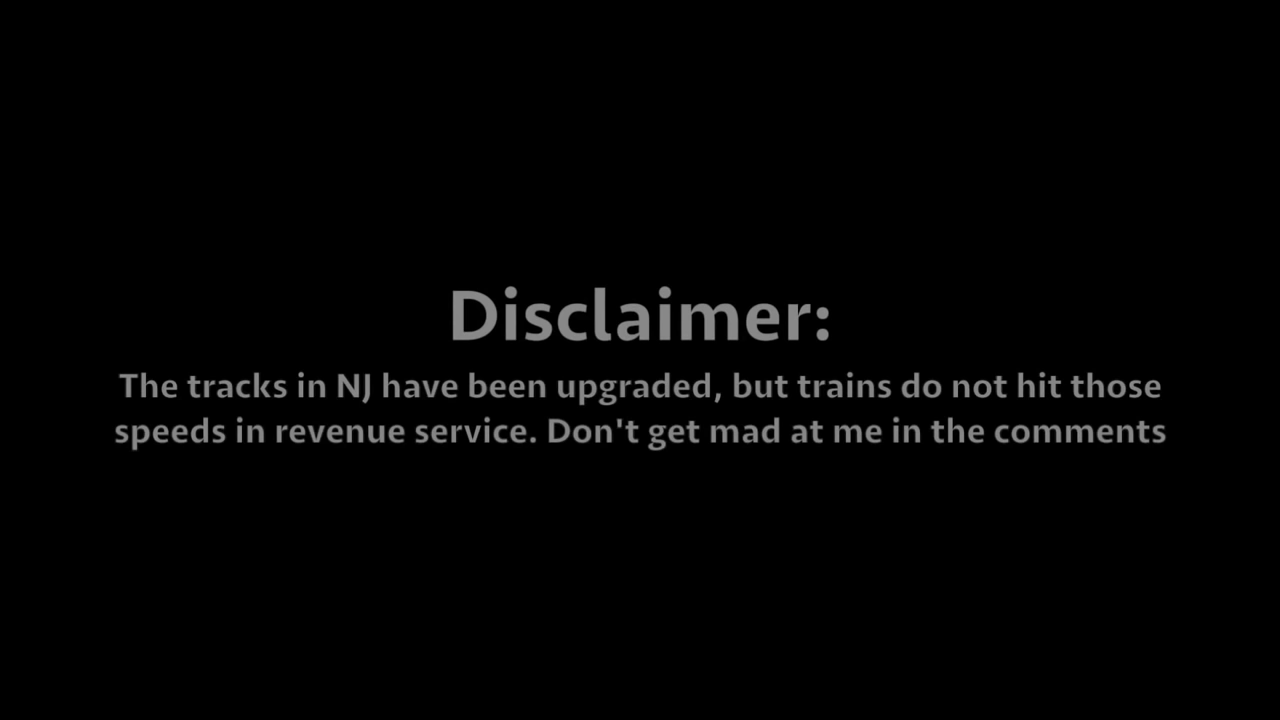 Disclaimer:
The tracks in NJ have been upgraded, but trains do not hit those
speeds in revenue service. Don't get mad at me in the comments